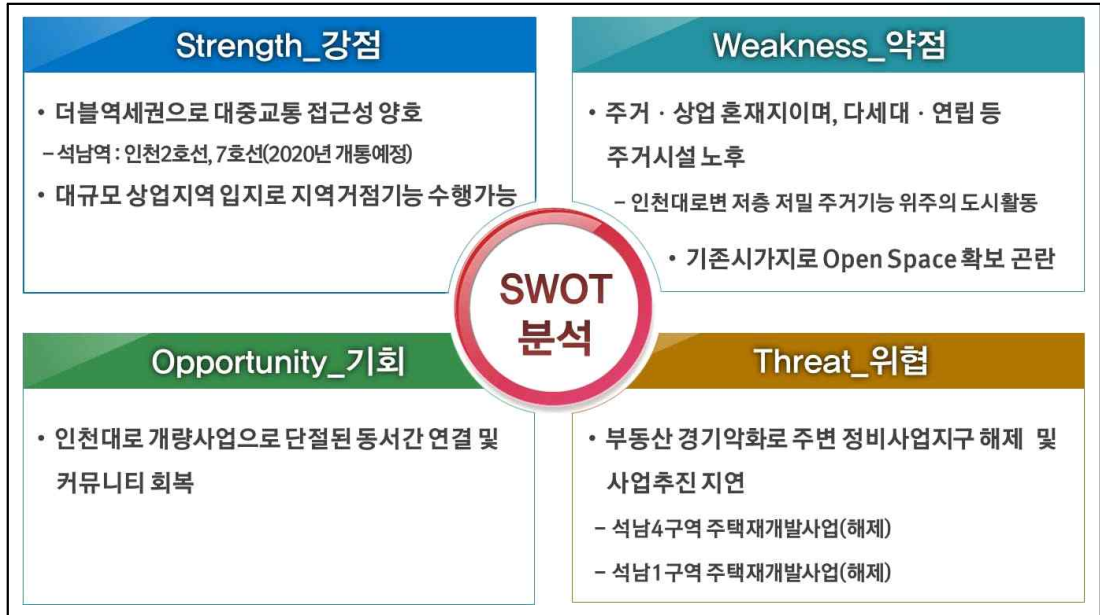 Strength_강점
• 더블역세권으로 대중교통 접근성 양호
– 석남역 : 인천2호선, 7호선(2020년 개통예정)
• 대규모 상업지역 입지로 지역거점기능 수행가능
Weakness_약점
• 주거 · 상업 혼재지이며, 다세대 · 연립 등
주거시설 노후
– 인천대로변 저층 저밀 주거기능 위주의 도시활동
• 기존시가지로 Open Space 확보 곤란
SWOT
분석
Opportunity_기회
• 인천대로 개량사업으로 단절된 동서간 연결 및
커뮤니티 회복
Threat_위협
• 부동산 경기악화로 주변 정비사업지구 해제 및
사업추진 지연
– 석남4구역 주택재개발사업(해제)
– 석남1구역 주택재개발사업(해제)